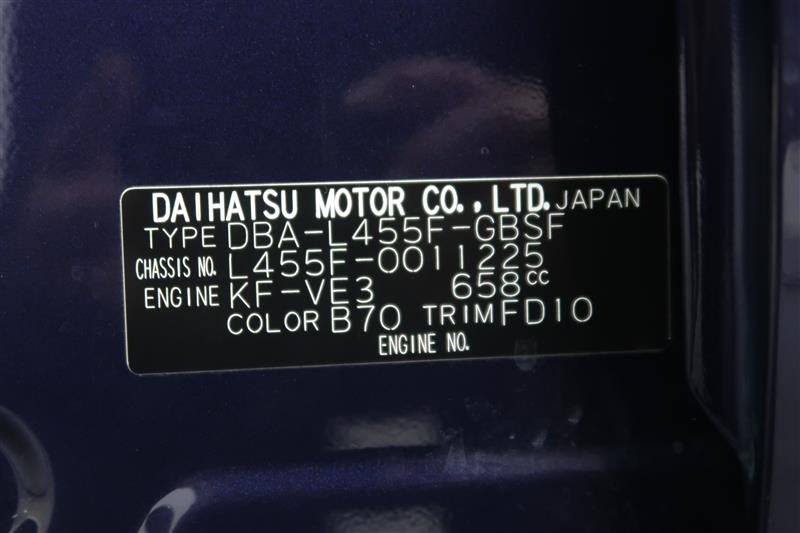 DAIHATSU MOTOR CO., LTD. JAPAN
TYPE DBA-L455F-GBSF
CHASSIS NO. L455F-0011225
ENGINE KF-VE3 658cc
COLOR B70 TRIM FD10
ENGINE NO.